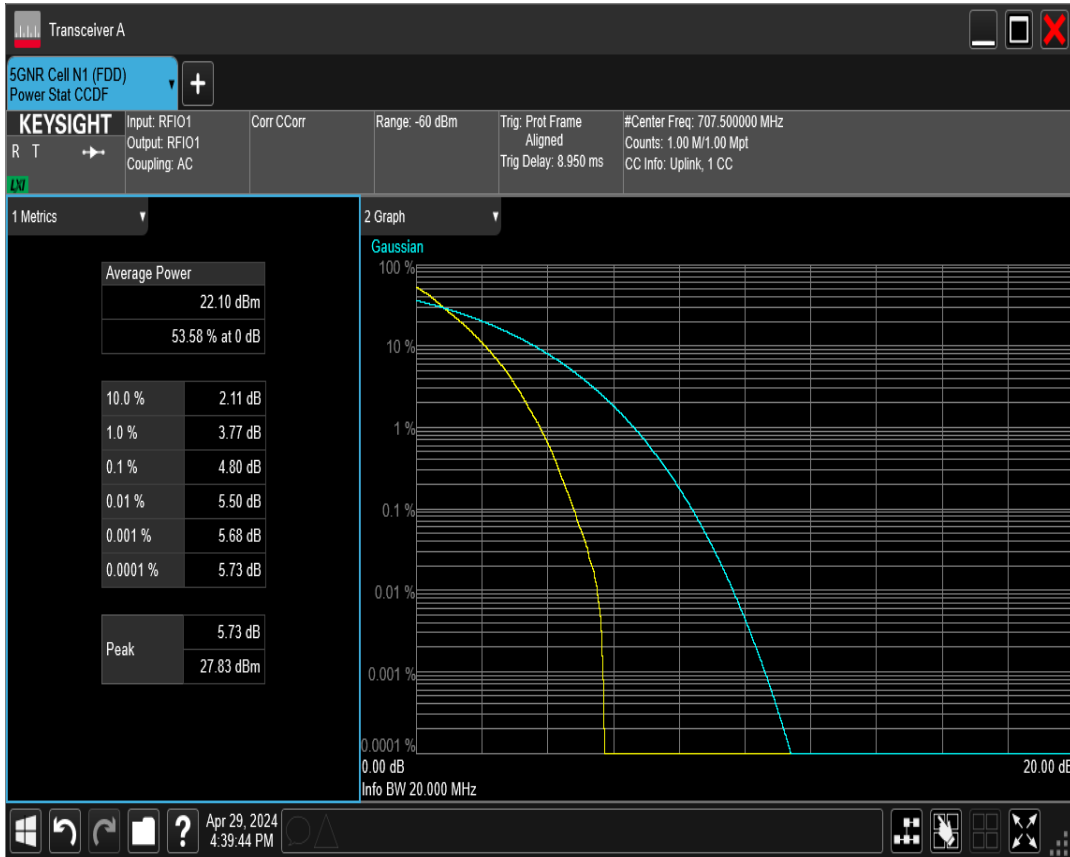 Transceiver A
5GNR Cell N1 (FDD)
Power Stat CCDF
KEYSIGHT
R T
LXI
Input: RFIO1
Output: RFIO1
Coupling: AC
Corr CCorr
Range: -60 dBm
Trig: Prot Frame
Aligned
Trig Delay: 8.950 ms
#Center Freq: 707.500000 MHz
Counts: 1.00 M/1.00 Mpt
CC Info: Uplink, 1 CC
1 Metrics
Average Power
22.10 dBm
53.58 % at 0 dB
10.0 % 2.11 dB
1.0 % 3.77 dB
0.1 % 4.80 dB
0.01 % 5.50 dB
0.001 % 5.68 dB
0.0001 % 5.73 dB
Peak
5.73 dB
27.83 dBm
2 Graph
Gaussian
100 %
10 %
1 %
0.1 %
0.01 %
0.001 %
0.0001 %
0.00 dB 20.00 dB
Info BW 20.000 MHz
Apr 29, 2024
4:39:44 PM